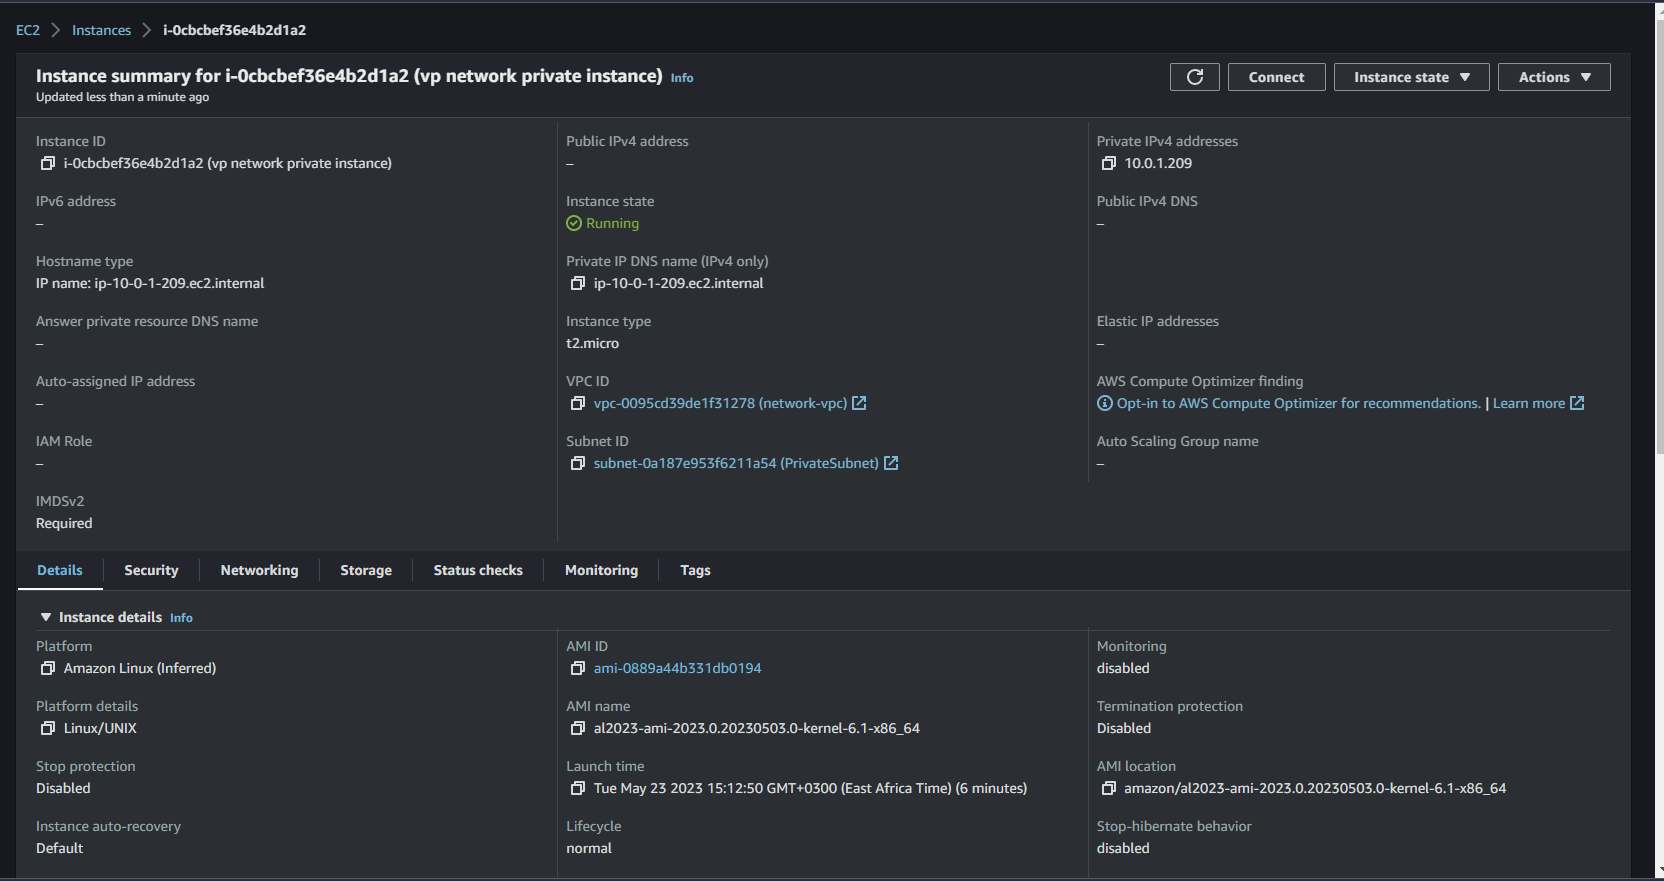 EC2 Instances i-0cbcbef36e4b2d1a2
Instance summary for i-0cbcbef36e4b2d1a2 (vp network private instance) Info
Updated less than a minute ago
Connect
Instance state
Actions
Instance ID
i-0cbcbef36e4b2d1a2 (vp network private instance)
Public IPv4 address
–
Private IPv4 addresses
10.0.1.209
IPv6 address
–
Instance state
Running
Public IPv4 DNS
–
Hostname type
IP name: ip-10-0-1-209.ec2.internal
Private IP DNS name (IPv4 only)
ip-10-0-1-209.ec2.internal
Answer private resource DNS name
–
Instance type
t2.micro
Elastic IP addresses
–
Auto-assigned IP address
–
VPC ID
vpc-0095cd39de1f31278 (network-vpc)
AWS Compute Optimizer finding
Opt-in to AWS Compute Optimizer for recommendations. | Learn more
IAM Role
–
Subnet ID
subnet-0a187e953f6211a54 (PrivateSubnet)
Auto Scaling Group name
–
IMDSv2
Required
Details Security Networking Storage Status checks Monitoring Tags
Instance details Info
Platform
Amazon Linux (Inferred)
AMI ID
ami-0889a44b331db0194
Monitoring
disabled
Platform details
Linux/UNIX
AMI name
al2023-ami-2023.0.20230503.0-kernel-6.1-x86_64
Termination protection
Disabled
Stop protection
Disabled
Launch time
Tue May 23 2023 15:12:50 GMT+0300 (East Africa Time) (6 minutes)
AMI location
amazon/al2023-ami-2023.0.20230503.0-kernel-6.1-x86_64
Instance auto-recovery
Default
Lifecycle
normal
Stop-hibernate behavior
disabled